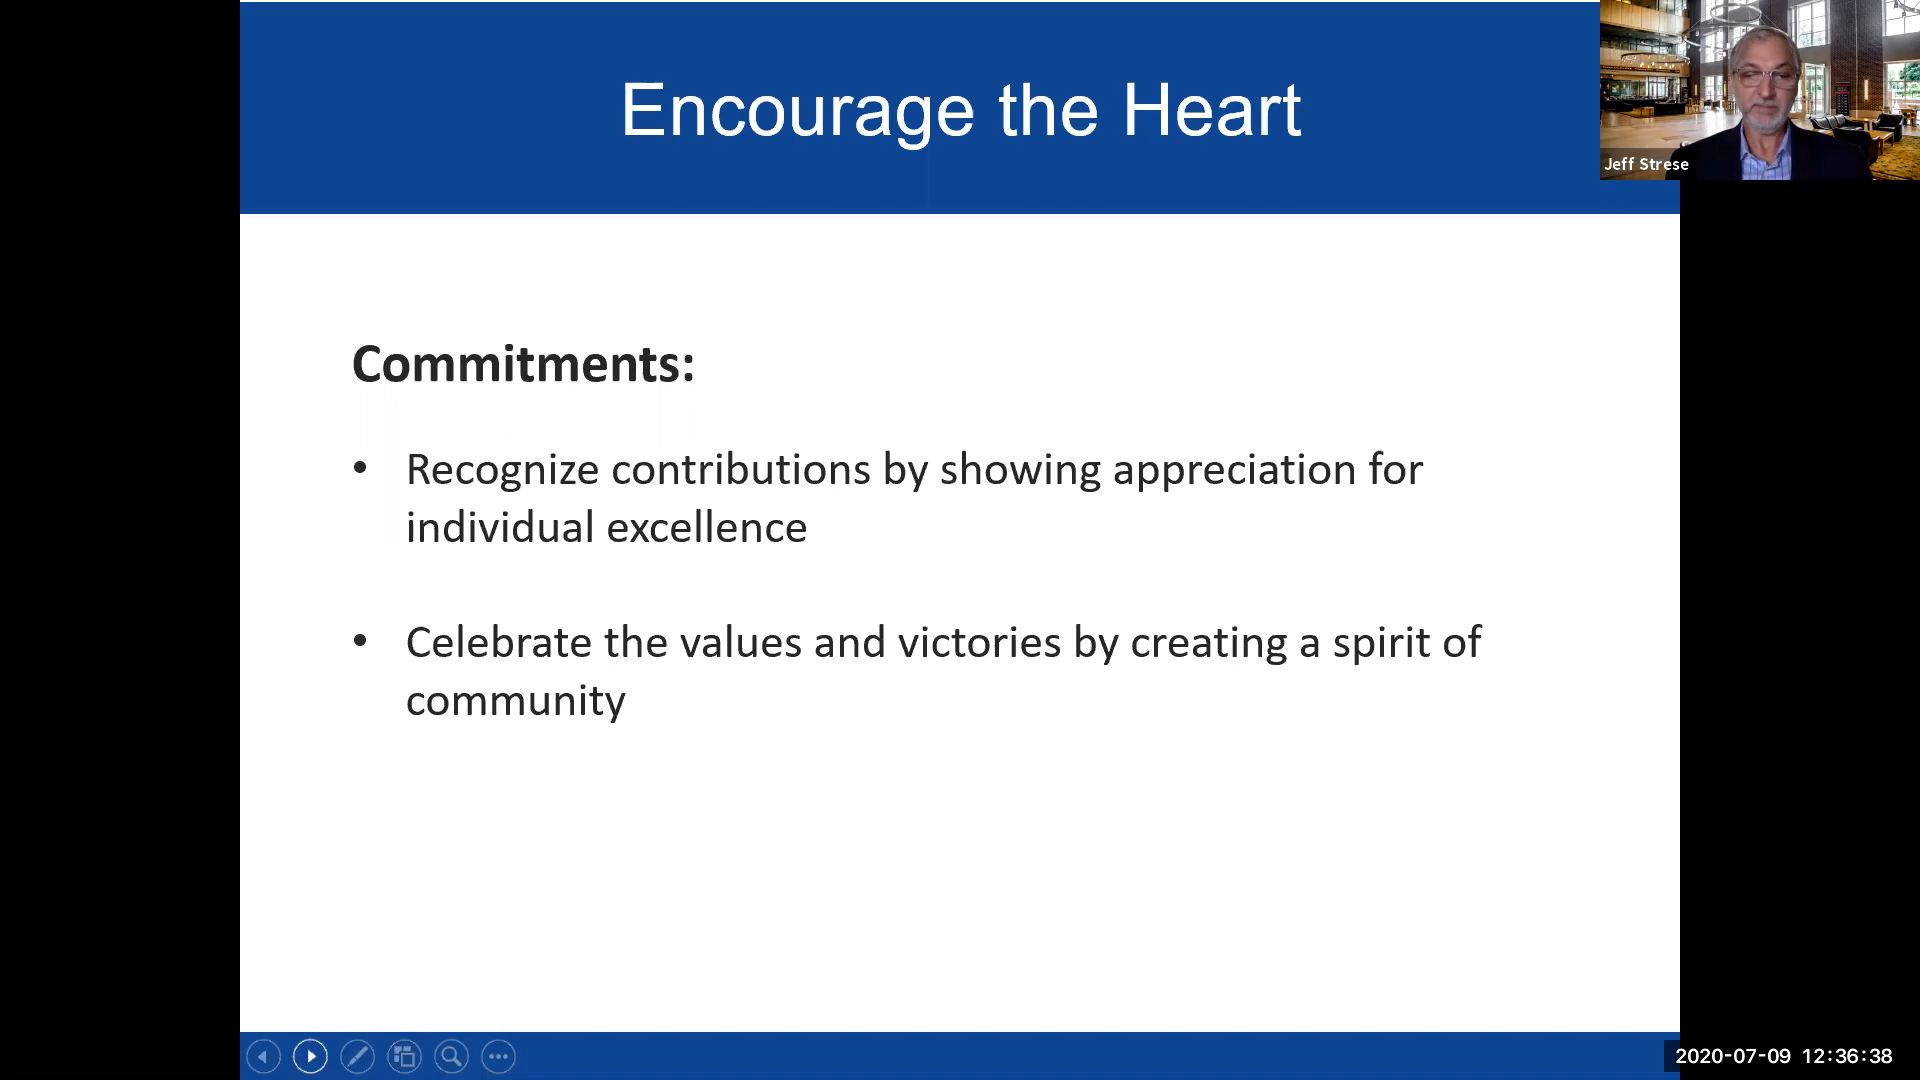 Encourage the Heart
Jeff Strese
Commitments:
• Recognize contributions by showing appreciation for
individual excellence
• Celebrate the values and victories by creating a spirit of
community
2020-07-09 12:36:38